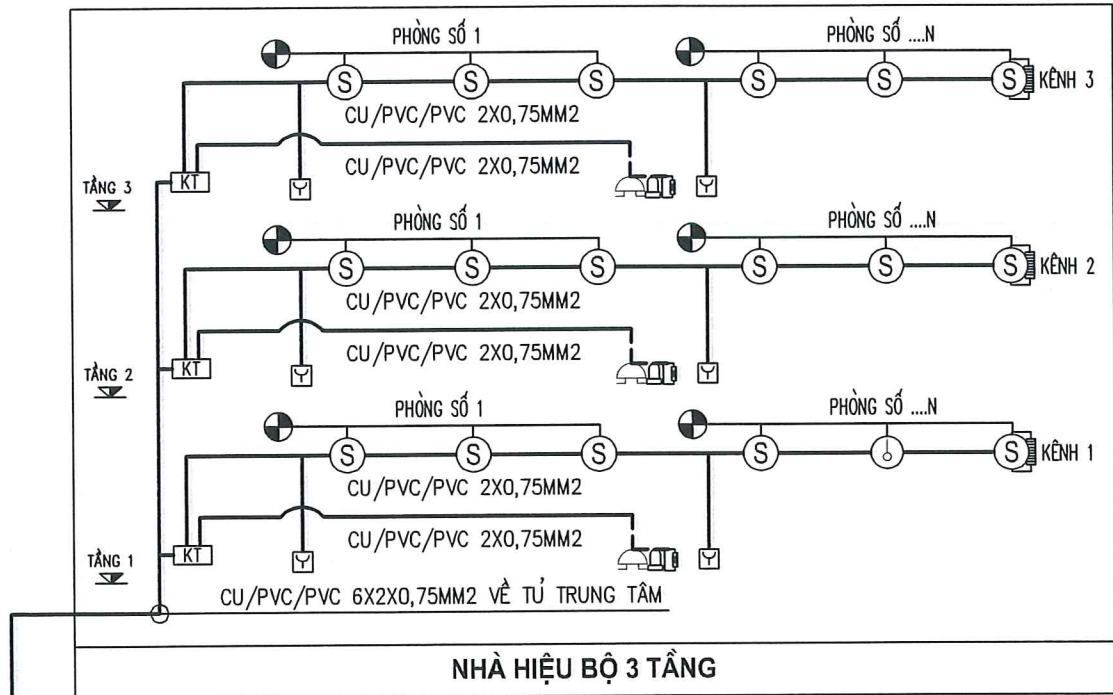 PHÒNG SỐ 1
PHÒNG SỐ ....N
S S S S S S
KÊNH 3
CU/PVC/PVC 2X0,75MM2
CU/PVC/PVC 2X0,75MM2
KT
TẦNG 3
PHÒNG SỐ 1
PHÒNG SỐ ....N
S S S S S S
KÊNH 2
CU/PVC/PVC 2X0,75MM2
CU/PVC/PVC 2X0,75MM2
KT
TẦNG 2
PHÒNG SỐ 1
PHÒNG SỐ ....N
S S S S S
KÊNH 1
CU/PVC/PVC 2X0,75MM2
CU/PVC/PVC 2X0,75MM2
KT
TẦNG 1
CU/PVC/PVC 6X2X0,75MM2 VỀ TỦ TRUNG TÂM
NHÀ HIỆU BỘ 3 TẦNG